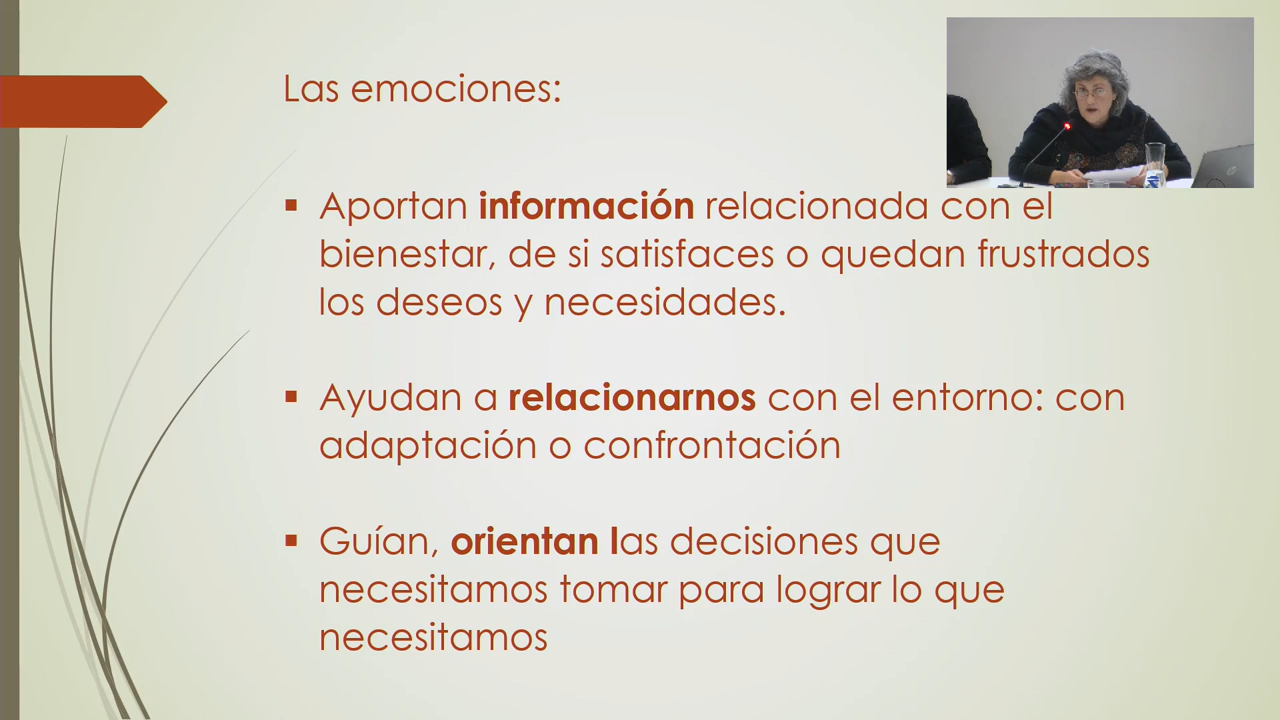 Las emociones:
▪ Aportan información relacionada con el
bienestar, de si satisfaces o quedan frustrados
los deseos y necesidades.
▪ Ayudan a relacionarnos con el entorno: con
adaptación o confrontación
▪ Guían, orientan las decisiones que
necesitamos tomar para lograr lo que
necesitamos